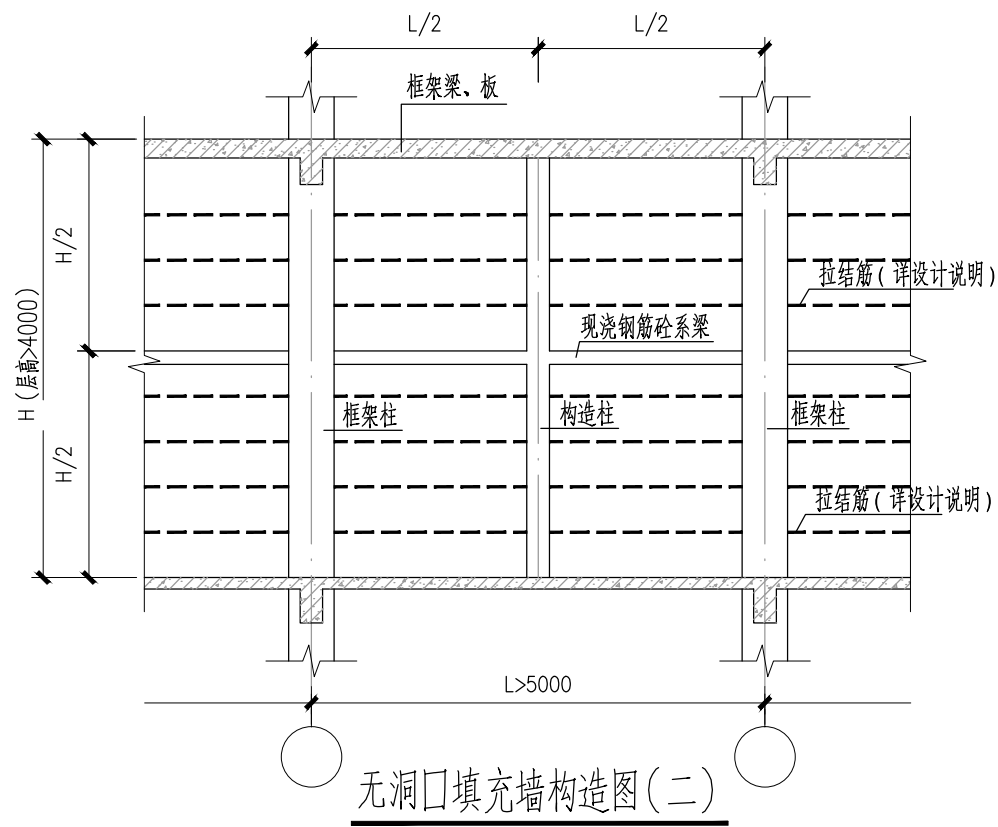 L/2
L/2
框架梁、板
H/2
拉结筋(详设计说明)
现浇钢筋砼系梁
H(层高>4000)
框架柱
构造柱
框架柱
H/2
拉结筋(详设计说明)
L>5000
无洞口填充墙构造图(二)